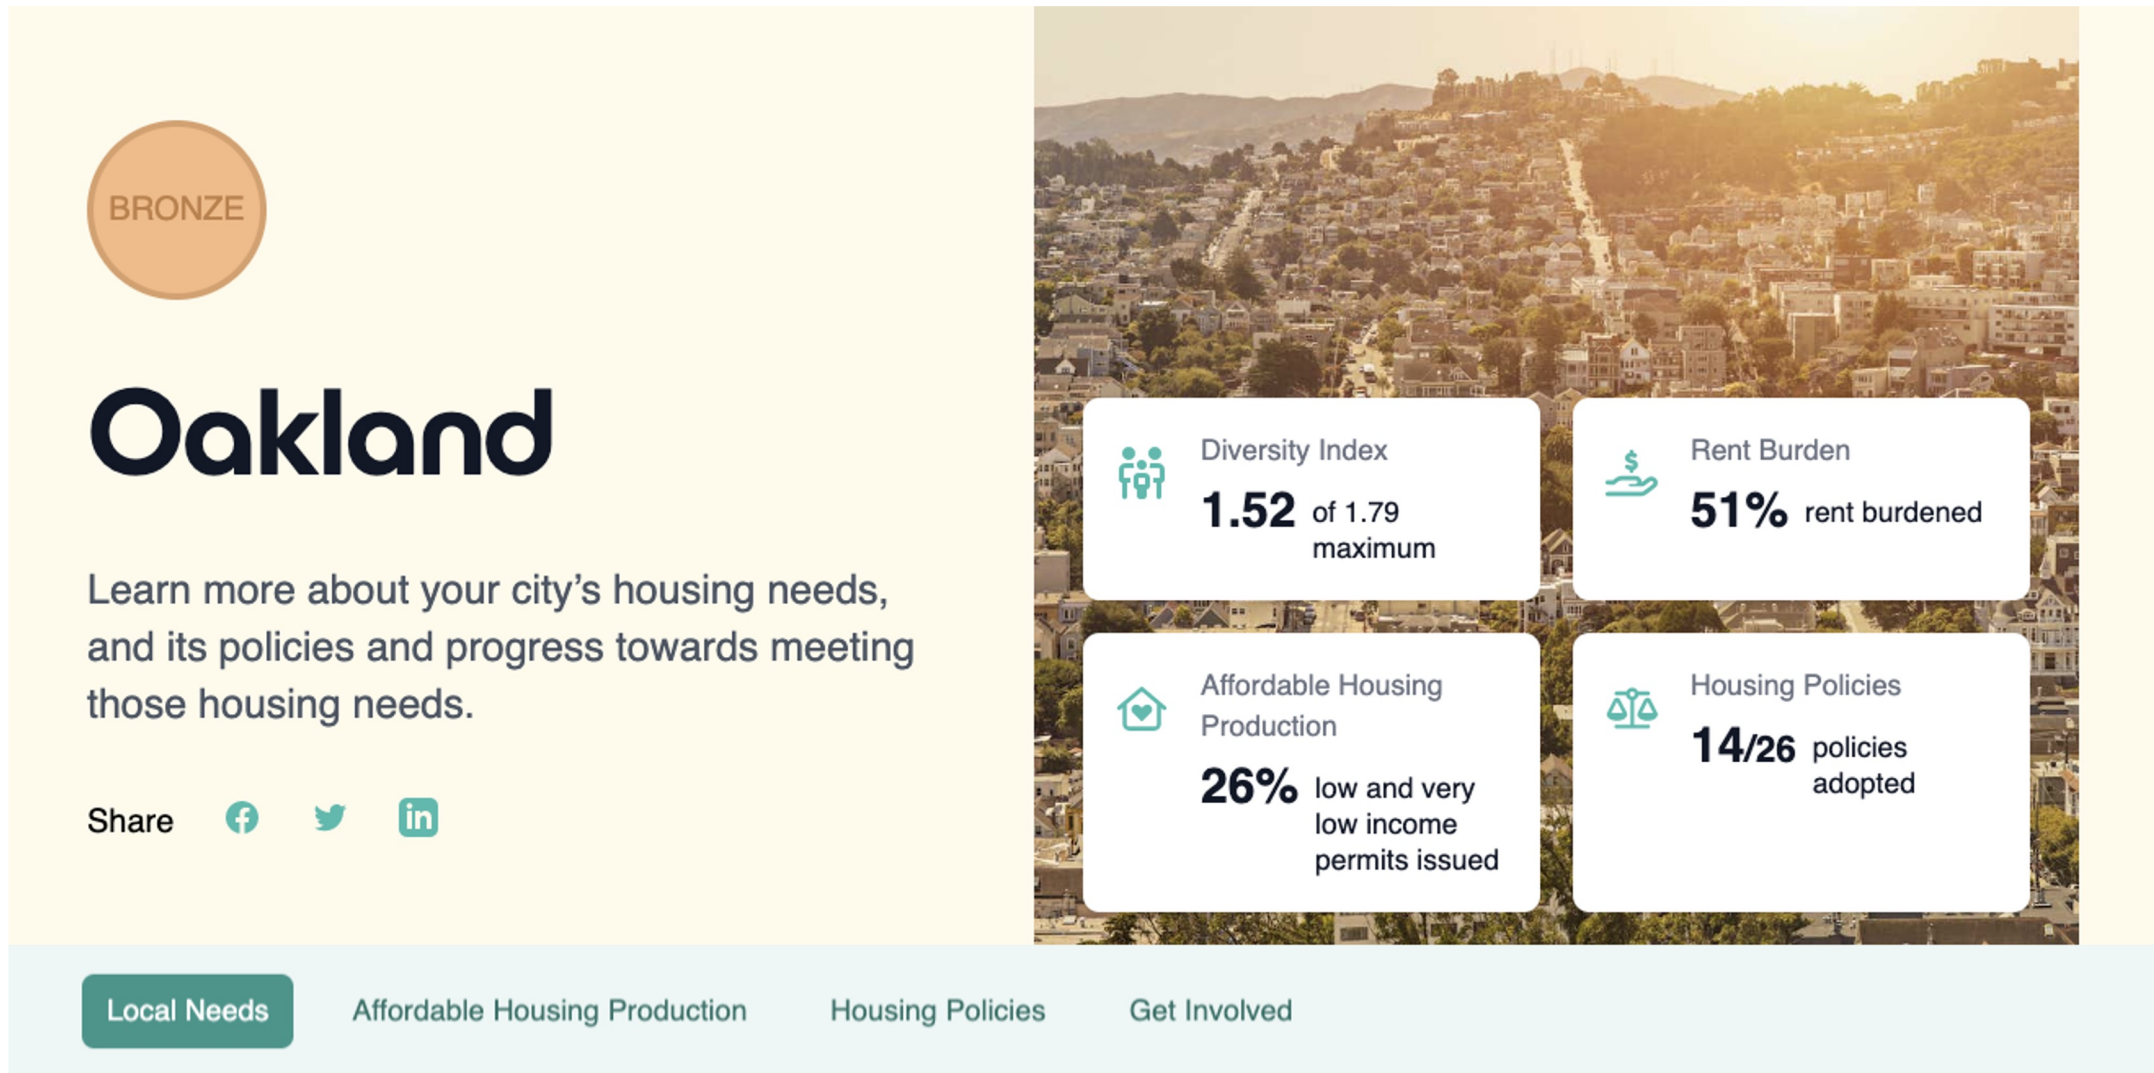 BRONZE
Oakland
Learn more about your city’s housing needs,
and its policies and progress towards meeting
those housing needs.
Share
Diversity Index
1.52 of 1.79
maximum
Rent Burden
51% rent burdened
Affordable Housing
Production
26% low and very
low income
permits issued
Housing Policies
14/26 policies
adopted
Local Needs
Affordable Housing Production
Housing Policies
Get Involved